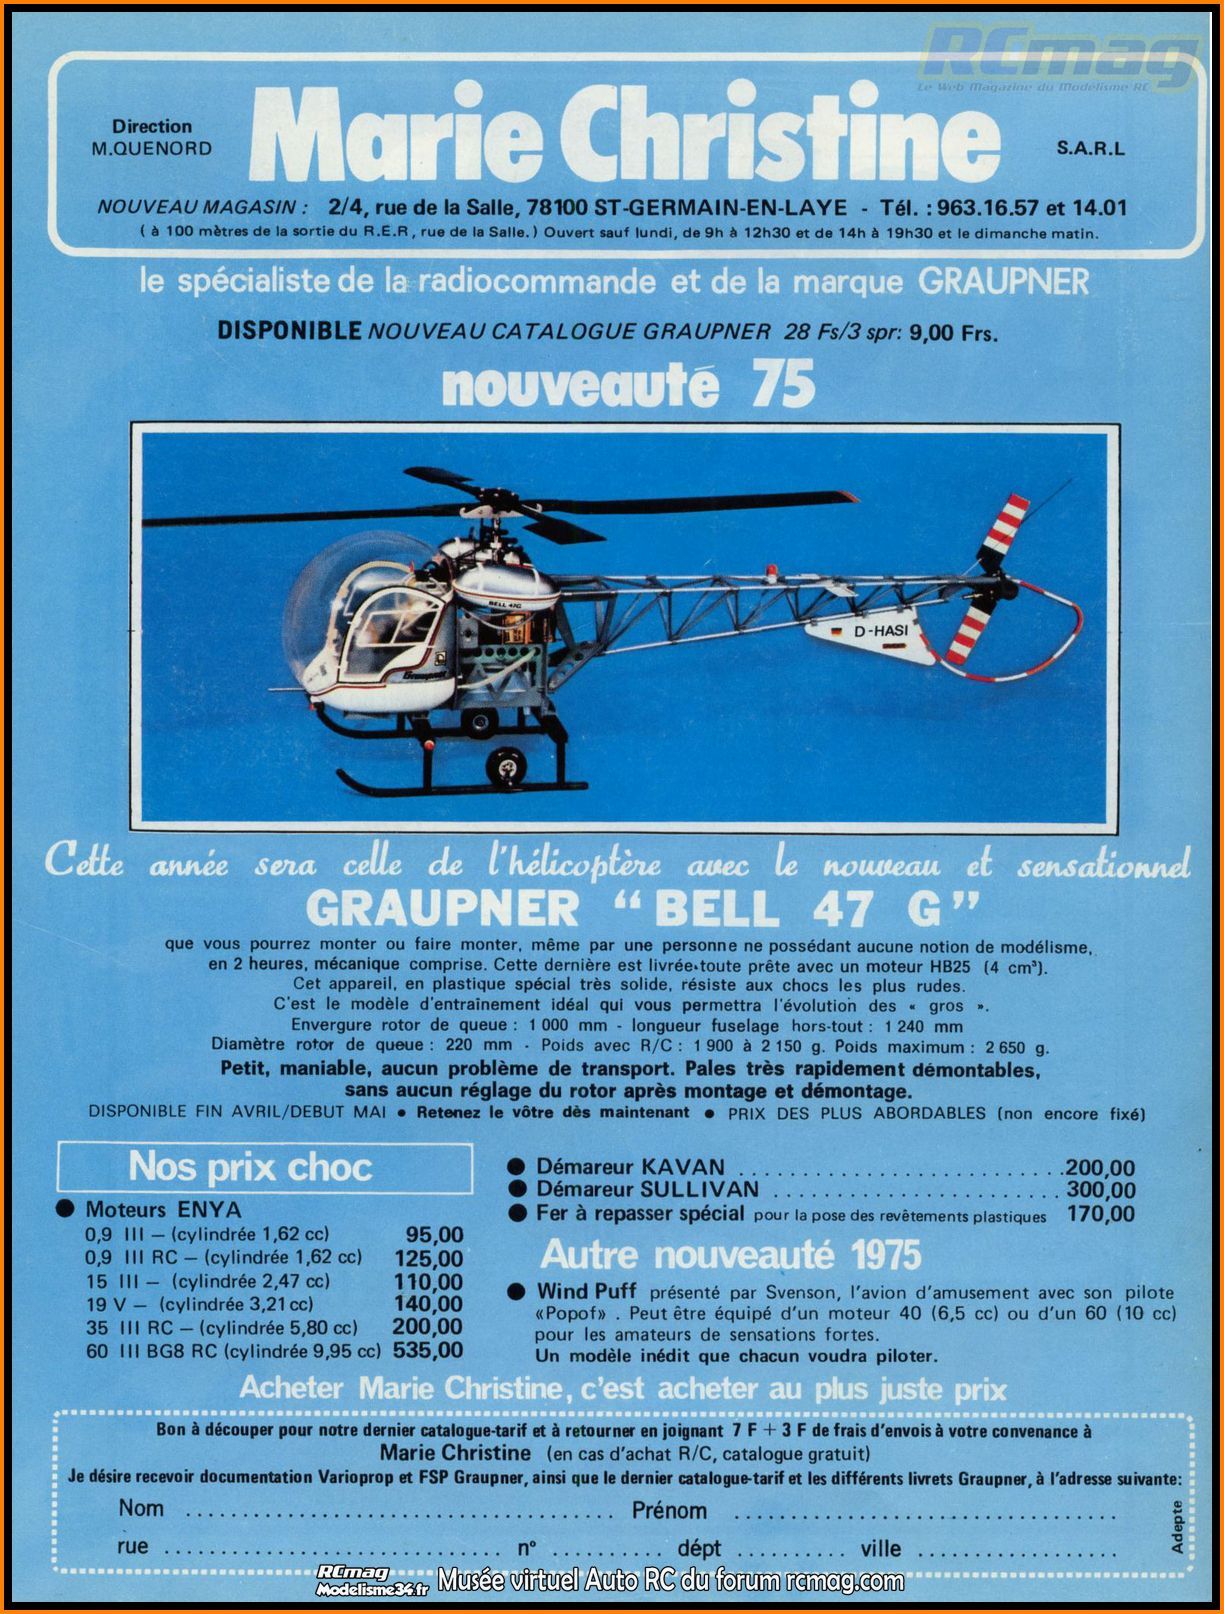 RCmag
Le Web Magazine du Modélisme RC
Direction
M.QUENORD
Marie Christine
S.A.R.L
NOUVEAU MAGASIN : 2/4, rue de la Salle, 78100 ST-GERMAIN-EN-LAYE - Tél. : 963.16.57 et 14.01
( à 100 mètres de la sortie du R.E.R, rue de la Salle.) Ouvert sauf lundi, de 9h à 12h30 et de 14h à 19h30 et le dimanche matin.
le spécialiste de la radiocommande et de la marque GRAUPNER
DISPONIBLE NOUVEAU CATALOGUE GRAUPNER 28 Fs/3 spr: 9,00 Frs.
nouveauté 75
BELL 47G
D-HASI
Graupner
Cette année sera celle de l'hélicoptère avec le nouveau et sensationnel
GRAUPNER “BELL 47 G”
que vous pourrez monter ou faire monter, même par une personne ne possédant aucune notion de modélisme,
en 2 heures, mécanique comprise. Cette dernière est livrée toute prête avec un moteur HB25 (4 cm³).
Cet appareil, en plastique spécial très solide, résiste aux chocs les plus rudes.
C'est le modèle d'entraînement idéal qui vous permettra l'évolution des « gros ».
Envergure rotor de queue : 1 000 mm - longueur fuselage hors-tout : 1 240 mm
Diamètre rotor de queue : 220 mm - Poids avec R/C : 1 900 à 2 150 g. Poids maximum : 2 650 g.
Petit, maniable, aucun problème de transport. Pales très rapidement démontables,
sans aucun réglage du rotor après montage et démontage.
DISPONIBLE FIN AVRIL/DEBUT MAI ● Retenez le vôtre dès maintenant ● PRIX DES PLUS ABORDABLES (non encore fixé)
Nos prix choc
● Moteurs ENYA
0,9 III – (cylindrée 1,62 cc) 95,00
0,9 III RC – (cylindrée 1,62 cc) 125,00
15 III – (cylindrée 2,47 cc) 110,00
19 V – (cylindrée 3,21 cc) 140,00
35 III RC – (cylindrée 5,80 cc) 200,00
60 III BG8 RC (cylindrée 9,95 cc) 535,00
● Démareur KAVAN ........................ 200,00
● Démareur SULLIVAN ........................ 300,00
● Fer à repasser spécial pour la pose des revêtements plastiques 170,00
Autre nouveauté 1975
● Wind Puff présenté par Svenson, l'avion d'amusement avec son pilote
«Popof» . Peut être équipé d'un moteur 40 (6,5 cc) ou d'un 60 (10 cc)
pour les amateurs de sensations fortes.
Un modèle inédit que chacun voudra piloter.
Acheter Marie Christine, c'est acheter au plus juste prix
Bon à découper pour notre dernier catalogue-tarif et à retourner en joignant 7 F + 3 F de frais d'envois à votre convenance à
Marie Christine (en cas d'achat R/C, catalogue gratuit)
Je désire recevoir documentation Varioprop et FSP Graupner, ainsi que le dernier catalogue-tarif et les différents livrets Graupner, à l'adresse suivante:
Nom ........................ Prénom ........................
rue ........................ n° .......... dépt .......... ville ..................
Adepte
RCmag
Modelisme34.fr
Musée virtuel Auto RC du forum rcmag.com